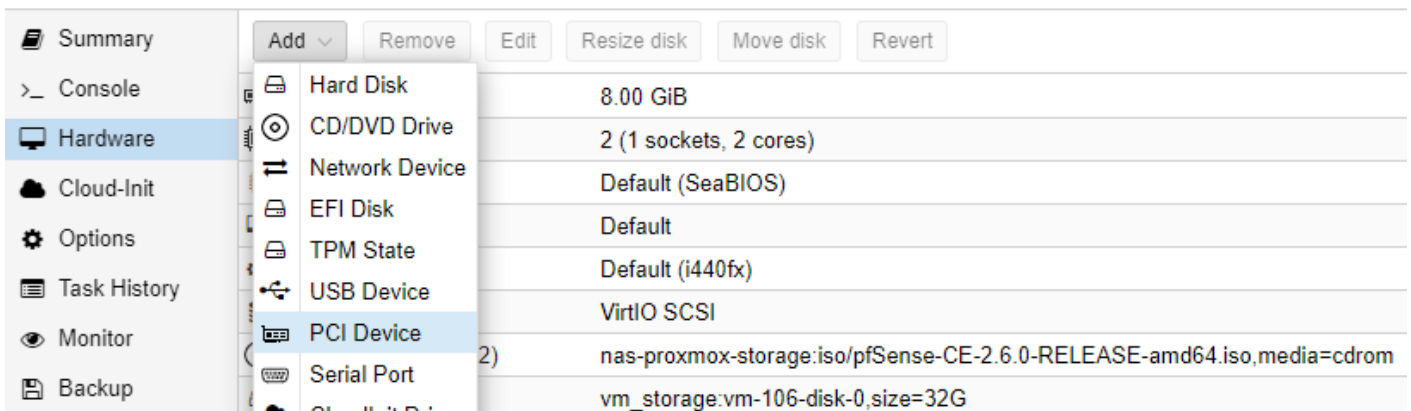 Summary
Console
Hardware
Cloud-Init
Options
Task History
Monitor
Backup
Add Remove Edit Resize disk Move disk Revert
Hard Disk
CD/DVD Drive
Network Device
EFI Disk
TPM State
USB Device
PCI Device
Serial Port
8.00 GiB
2 (1 sockets, 2 cores)
Default (SeaBIOS)
Default
Default (i440fx)
VirtIO SCSI
2) nas-proxmox-storage:iso/pfSense-CE-2.6.0-RELEASE-amd64.iso,media=cdrom
vm_storage:vm-106-disk-0,size=32G